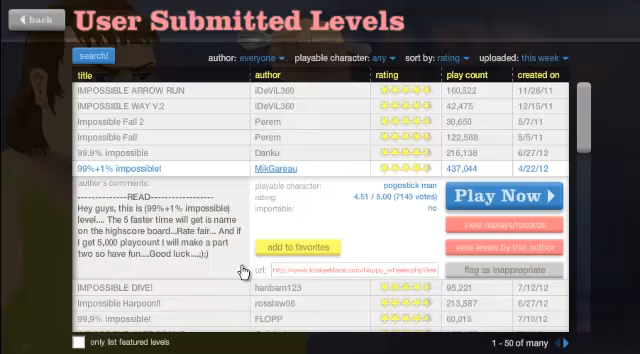 back
User Submitted Levels
search!
author: everyone playable character: any sort by: rating uploaded: this week
title author rating play count created on
IMPOSSIBLE ARROW RUN iDeViL360 160,522 11/28/11
IMPOSSIBLE WAY V.2 iDeViL360 42,475 12/15/11
Impossible Fall 2 Perem 30,650 5/7/11
Impossible Fall Perem 122,588 5/5/11
99.9% impossible Danku 216,138 6/27/12
99%+1% impossible! MikGareau 437,044 4/22/12
author's comments:
--------------READ------------------
Hey guys, this is (99%+1% impossible)
level.... The 5 faster time will get is name
on the highscore board...Rate fair... And if
I get 5,000 playcount I will make a part
two so have fun....Good luck....;);)
playable character: pogostick man
rating: 4.51 / 5.00 (7149 votes)
importable: no
add to favorites
url:
Play Now
view replays/records
view levels by this author
flag as inappropriate
IMPOSSIBLE DIVE! hanbam123 95,221 7/12/12
Impossible Harpoon!! rosslaw08 213,587 6/27/12
99,9% impossible! FLOPP 60,015 7/10/12
only list featured levels
1 - 50 of many